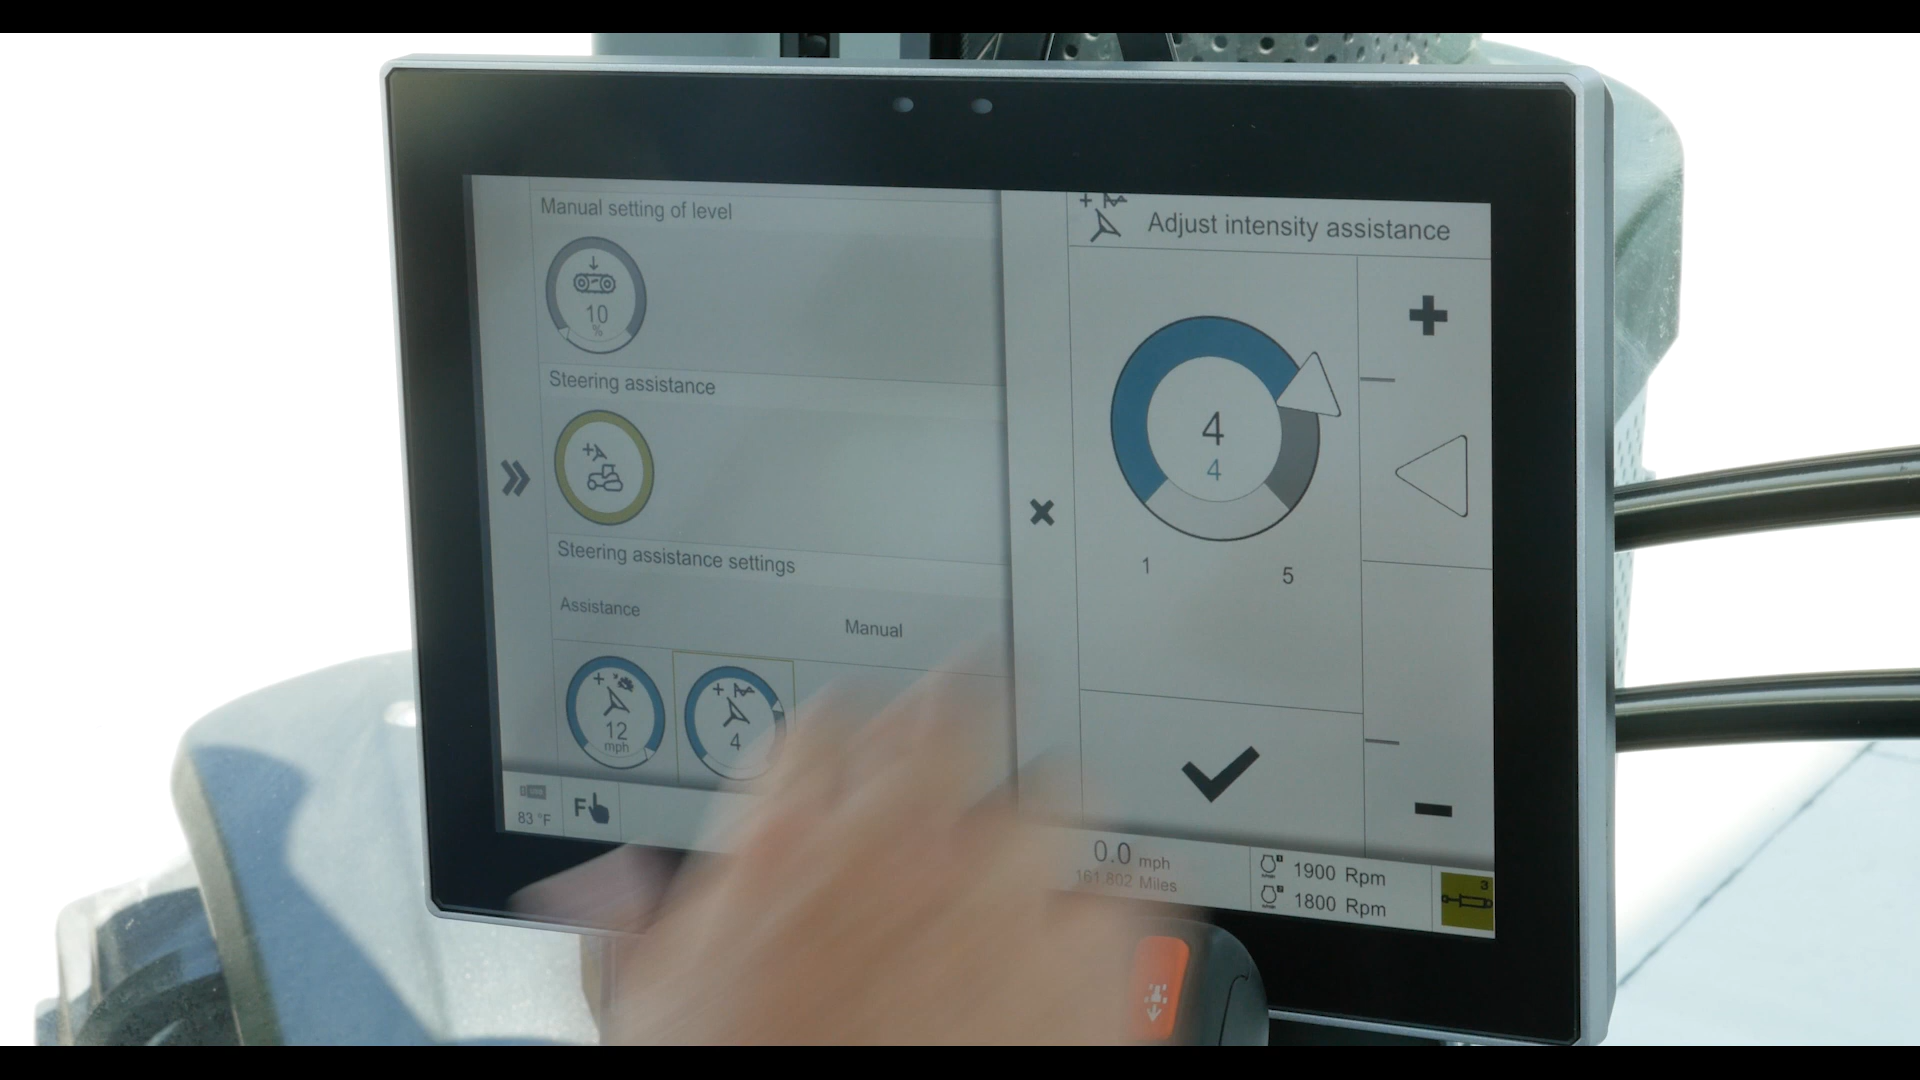 Manual setting of level
10
%
Steering assistance
Steering assistance settings
Assistance
Manual
12
mph
4
83 °F
F
Adjust intensity assistance
4
4
1
5
0.0 mph
161.802 Miles
1900 Rpm
1800 Rpm
3